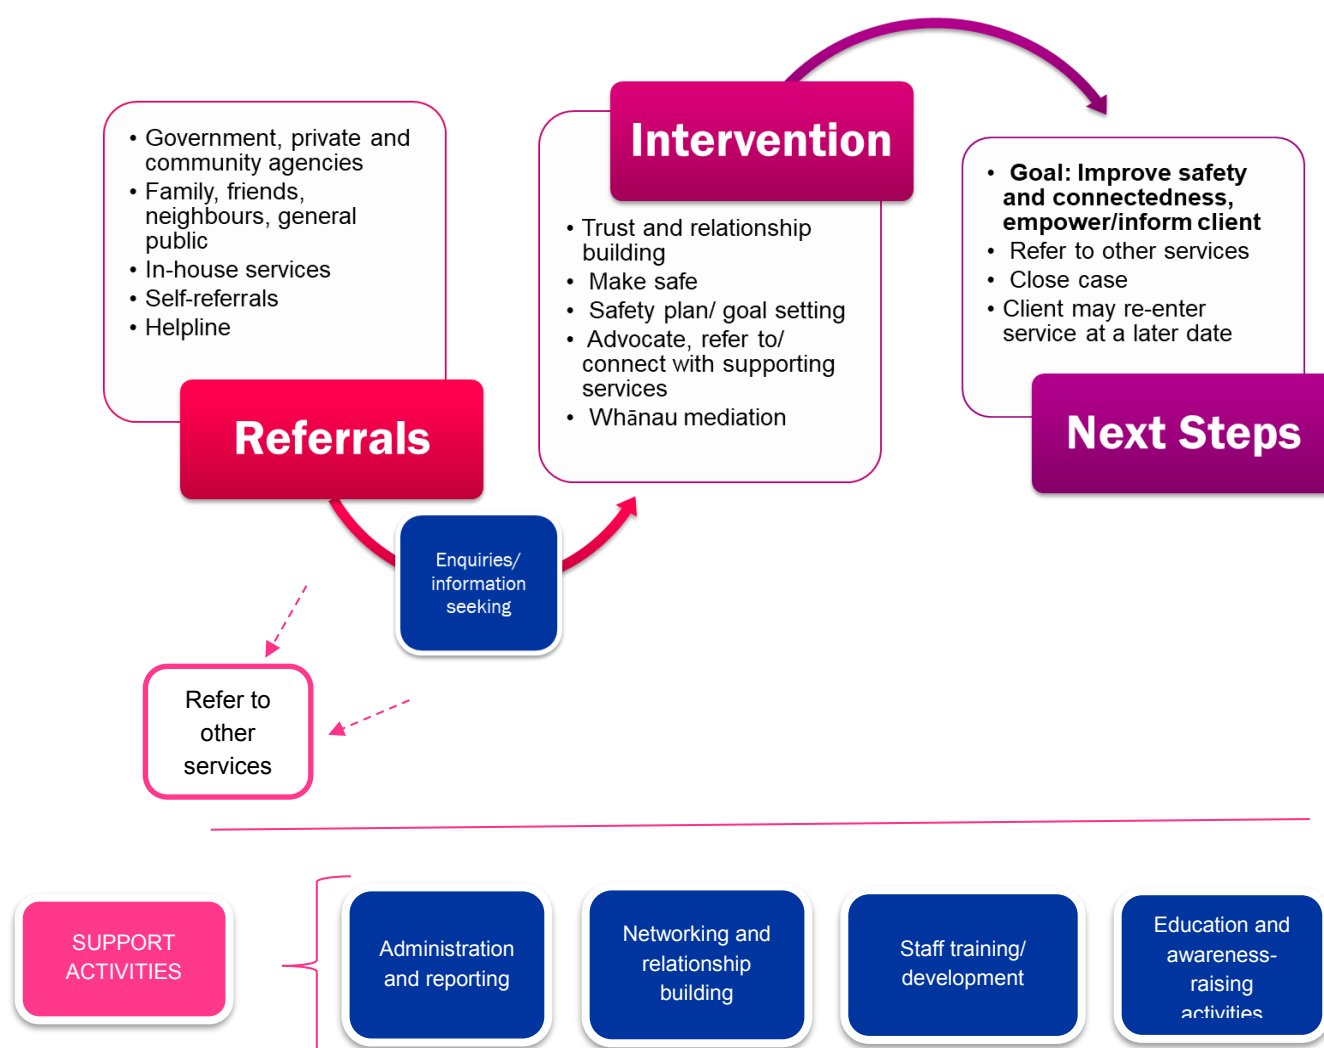 • Government, private and
community agencies
• Family, friends,
neighbours, general
public
• In-house services
• Self-referrals
• Helpline
Referrals
Enquiries/
information
seeking
Refer to
other
services
Intervention
• Trust and relationship
building
• Make safe
• Safety plan/ goal setting
• Advocate, refer to/
connect with supporting
services
• Whānau mediation
• Goal: Improve safety
and connectedness,
empower/inform client
• Refer to other services
• Close case
• Client may re-enter
service at a later date
Next Steps
SUPPORT
ACTIVITIES
Administration
and reporting
Networking and
relationship
building
Staff training/
development
Education and
awareness-
raising
activities